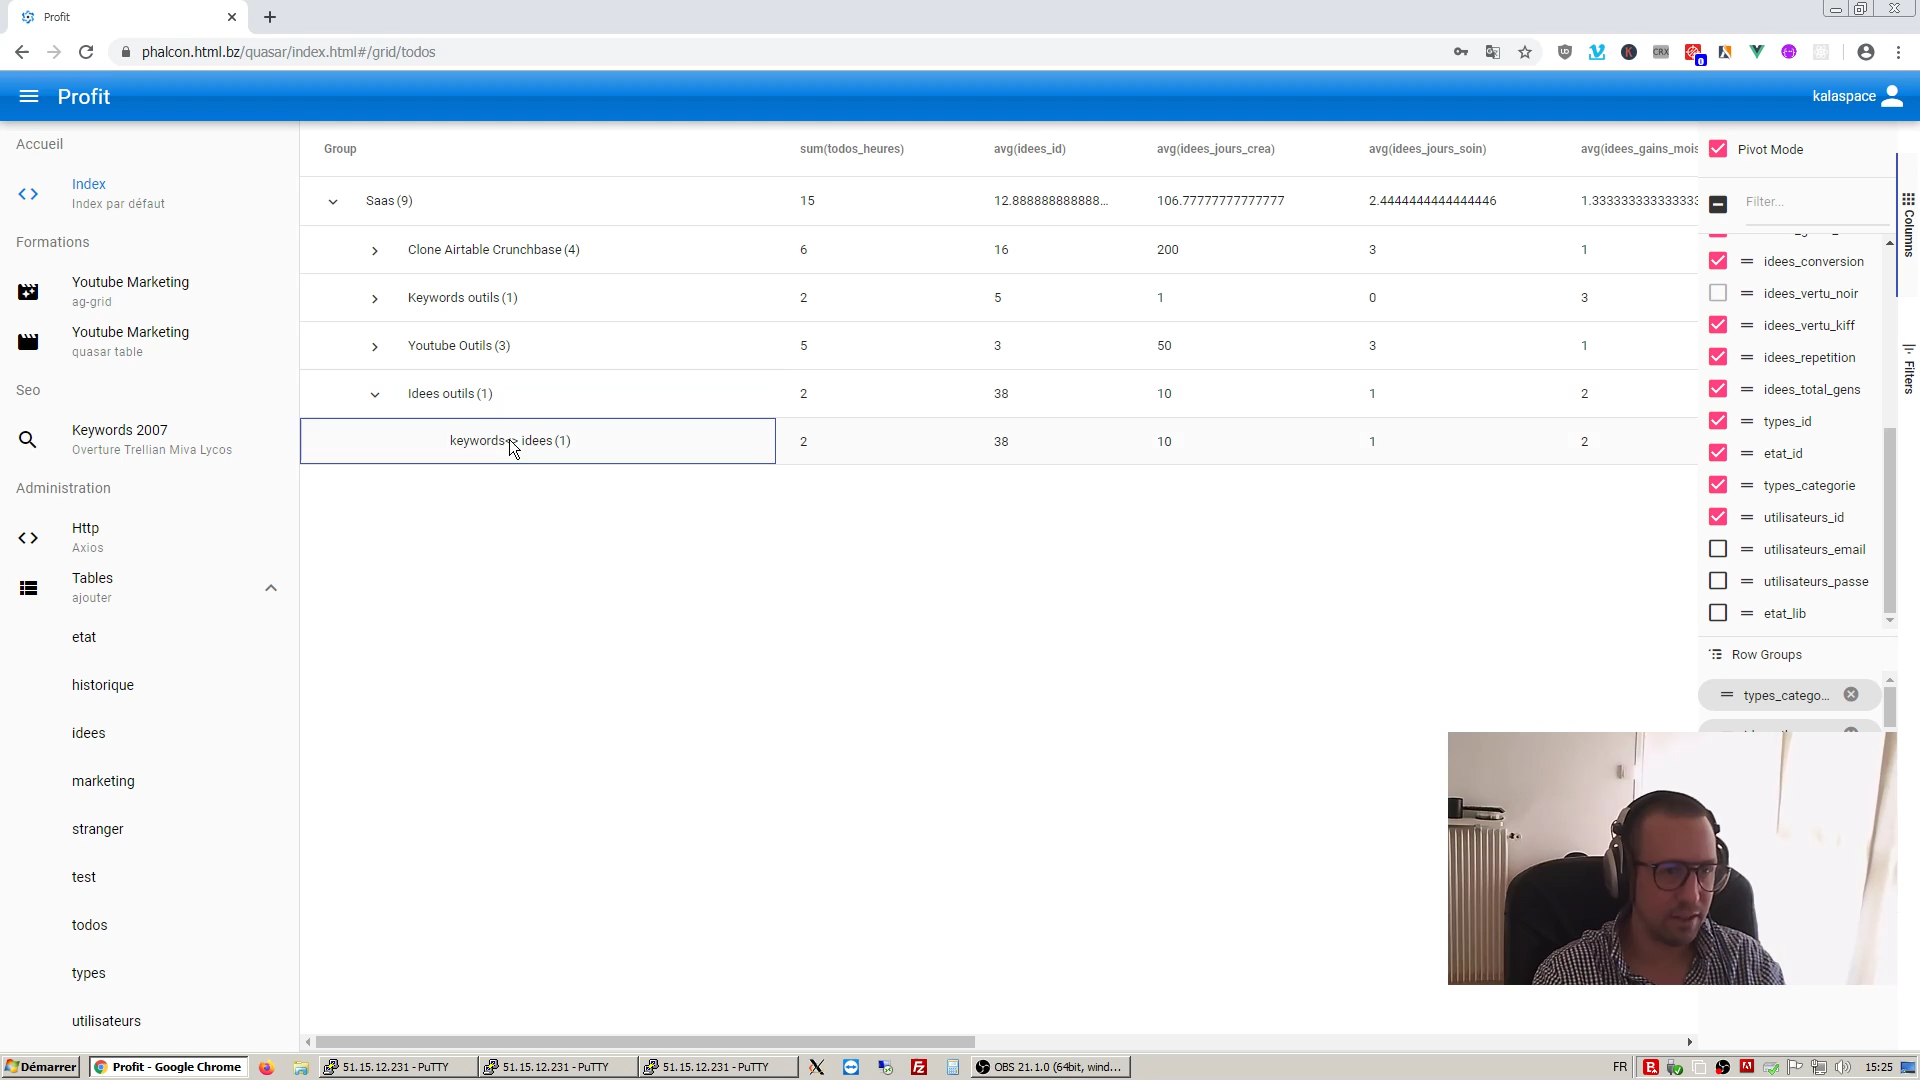 Profit
phalcon.html.bz/quasar/index.html#/grid/todos
CRX
0
Profit
kalaspace
Accueil
Index
Index par défaut
Formations
Youtube Marketing
ag-grid
Youtube Marketing
quasar table
Seo
Keywords 2007
Overture Trellian Miva Lycos
Administration
Http
Axios
Tables
ajouter
etat
historique
idees
marketing
stranger
test
todos
types
utilisateurs
Group sum(todos_heures) avg(idees_id) avg(idees_jours_crea) avg(idees_jours_soin) avg(idees_gains_mois
Saas (9) 15 12.888888888888... 106.77777777777777 2.4444444444444446 1.333333333333333
Clone Airtable Crunchbase (4) 6 16 200 3 1
Keywords outils (1) 2 5 1 0 3
Youtube Outils (3) 5 3 50 3 1
Idees outils (1) 2 38 10 1 2
keywords idees (1) 2 38 10 1 2
Pivot Mode
Filter...
idees_conversion
idees_vertu_noir
idees_vertu_kiff
idees_repetition
idees_total_gens
types_id
etat_id
types_categorie
utilisateurs_id
utilisateurs_email
utilisateurs_passe
etat_lib
Row Groups
types_catego...
Columns
Filters
Démarrer
Profit - Google Chrome
51.15.12.231 - PuTTY
51.15.12.231 - PuTTY
51.15.12.231 - PuTTY
OBS 21.1.0 (64bit, wind...
FR
15:25